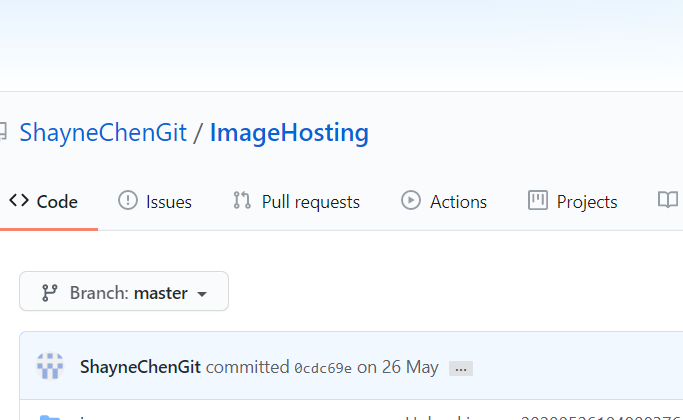 ShayneChenGit / ImageHosting
Code Issues Pull requests Actions Projects
Branch: master
ShayneChenGit committed 0cdc69e on 26 May ...